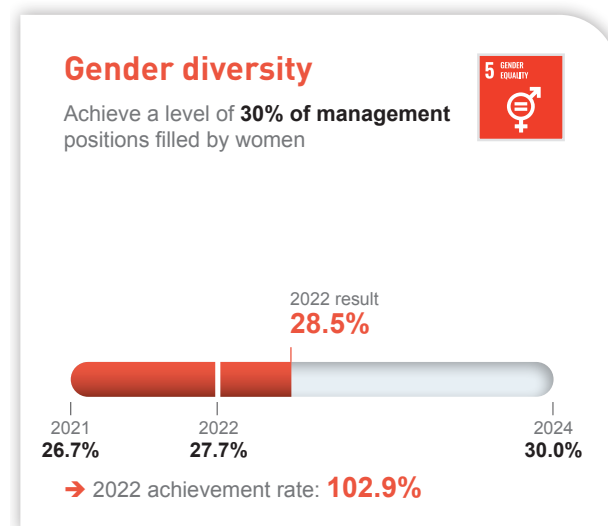 Gender diversity
5 GENDER
EQUALITY
Achieve a level of 30% of management
positions filled by women
2022 result
28.5%
2021
26.7%
2022
27.7%
2024
30.0%
➔ 2022 achievement rate: 102.9%